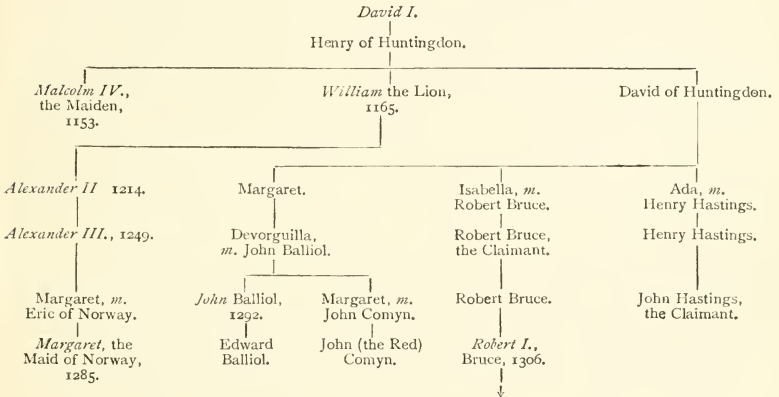 David I.
Henry of Huntingdon.
Malcolm IV., the Maiden, 1153.
William the Lion, 1165.
David of Huntingdon.
Alexander II 1214.
Margaret.
Isabella, m. Robert Bruce.
Ada, m. Henry Hastings.
Alexander III., 1249.
Devorguilla, m. John Balliol.
Robert Bruce, the Claimant.
Henry Hastings.
Margaret, m. Eric of Norway.
John Balliol, 1292.
Margaret, m. John Comyn.
Robert Bruce.
John Hastings, the Claimant.
Margaret, the Maid of Norway, 1285.
Edward Balliol.
John (the Red) Comyn.
Robert I., Bruce, 1306.